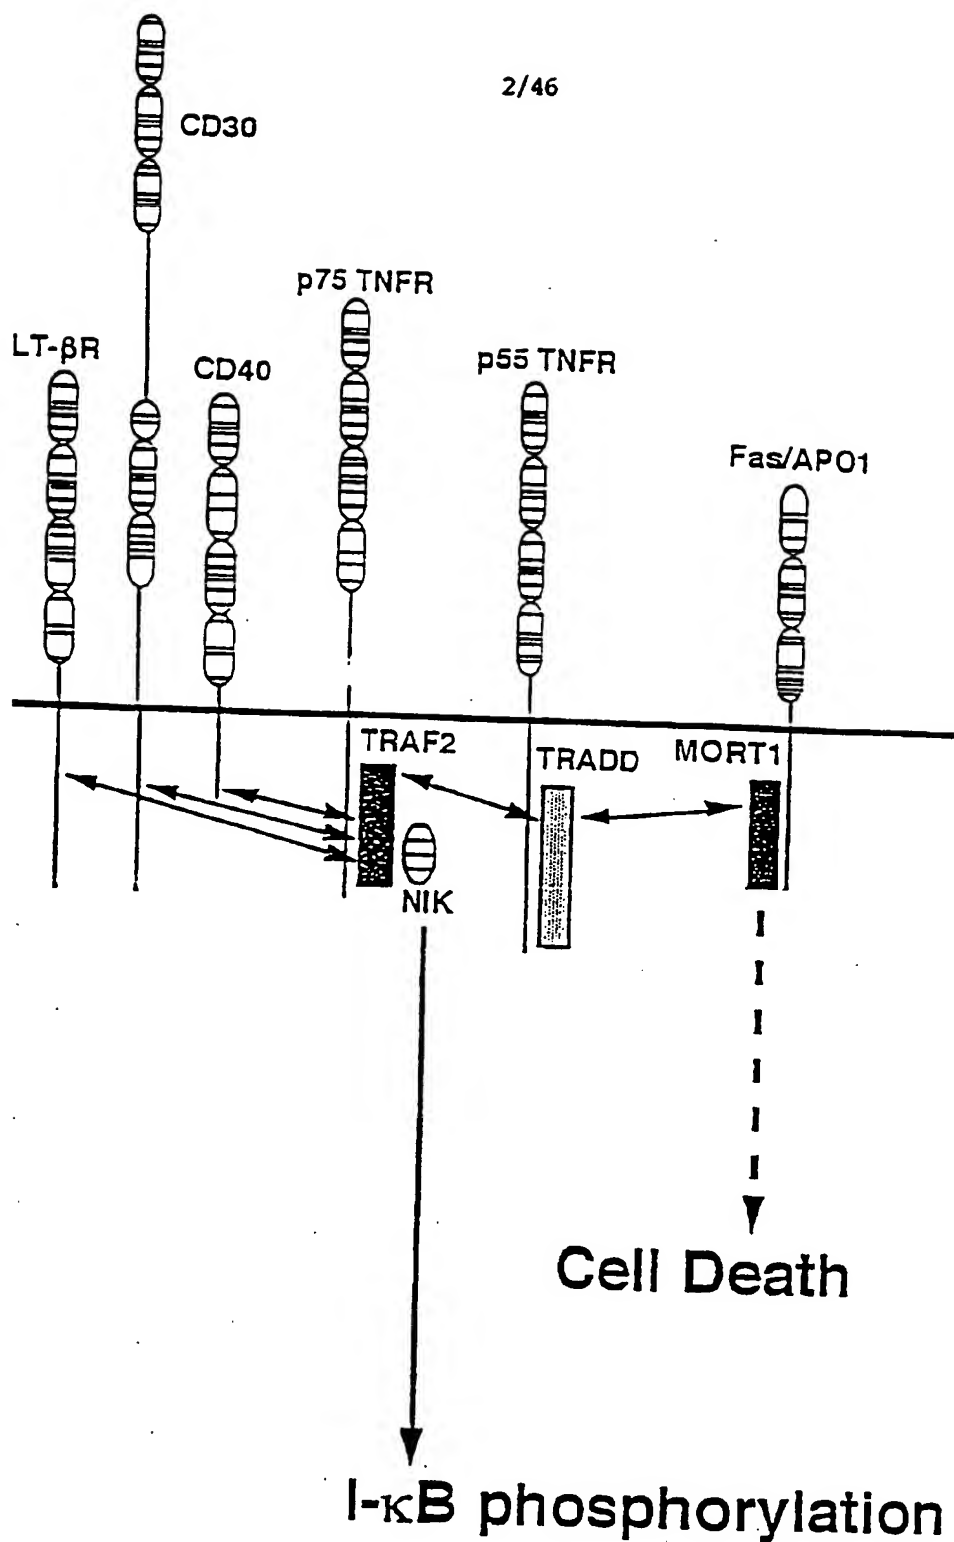 2/46
CD30
p75 TNFR
LT-βR
CD40
p55 TNFR
Fas/APO1
TRAF2
TRADD
MORT1
NIK
Cell Death
I-κB phosphorylation